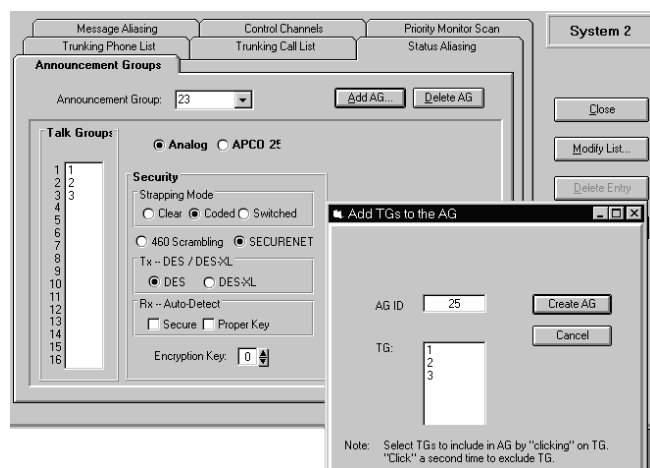 Message Aliasing Control Channels Priority Monitor Scan
Trunking Phone List Trunking Call List Status Aliasing
Announcement Groups
System 2
Announcement Group: 23 Add AG... Delete AG
Close
Modify List...
Delete Entry
Talk Groups
Analog APCO 25
1 1
2 2
3 3
4
5
6
7
8
9
10
11
12
13
14
15
16
Security
Strapping Mode
Clear Coded Switched
460 Scrambling SECURENET
Tx -- DES / DES-XL
DES DES-XL
Rx -- Auto-Detect
Secure Proper Key
Encryption Key: 0
Add TGs to the AG
AG ID 25 Create AG
Cancel
TG: 1
2
3
Note: Select TGs to include in AG by "clicking" on TG.
"Click" a second time to exclude TG.